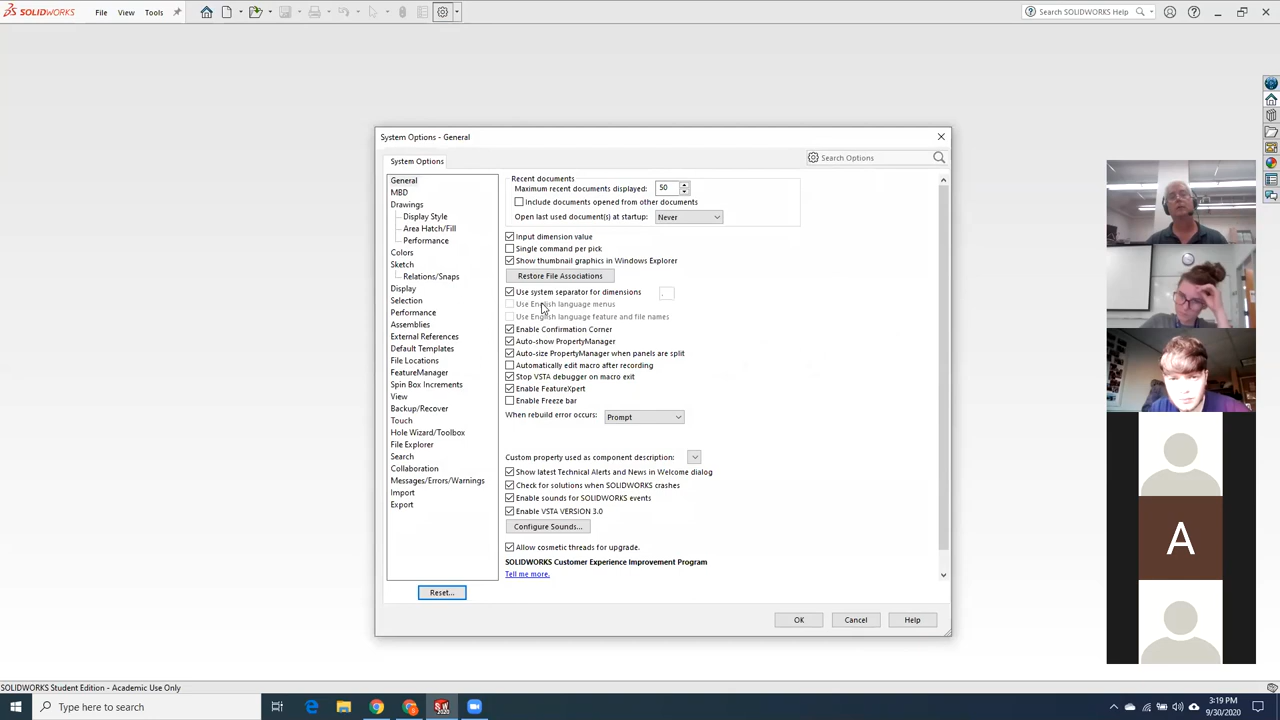 SOLIDWORKS File View Tools Search SOLIDWORKS Help
System Options - General
System Options
Search Options
General
MBD
Drawings
Display Style
Area Hatch/Fill
Performance
Colors
Sketch
Relations/Snaps
Display
Selection
Performance
Assemblies
External References
Default Templates
File Locations
FeatureManager
Spin Box Increments
View
Backup/Recover
Touch
Hole Wizard/Toolbox
File Explorer
Search
Collaboration
Messages/Errors/Warnings
Import
Export
Reset...
Recent documents
Maximum recent documents displayed: 50
Include documents opened from other documents
Open last used document(s) at startup: Never
Input dimension value
Single command per pick
Show thumbnail graphics in Windows Explorer
Restore File Associations
Use system separator for dimensions .
Use English language menus
Use English language feature and file names
Enable Confirmation Corner
Auto-show PropertyManager
Auto-size PropertyManager when panels are split
Automatically edit macro after recording
Stop VSTA debugger on macro exit
Enable FeatureXpert
Enable Freeze bar
When rebuild error occurs: Prompt
Custom property used as component description:
Show latest Technical Alerts and News in Welcome dialog
Check for solutions when SOLIDWORKS crashes
Enable sounds for SOLIDWORKS events
Enable VSTA VERSION 3.0
Configure Sounds...
Allow cosmetic threads for upgrade.
SOLIDWORKS Customer Experience Improvement Program
Tell me more.
OK Cancel Help
A
SOLIDWORKS Student Edition - Academic Use Only
Type here to search
SW
2020
3:19 PM
9/30/2020